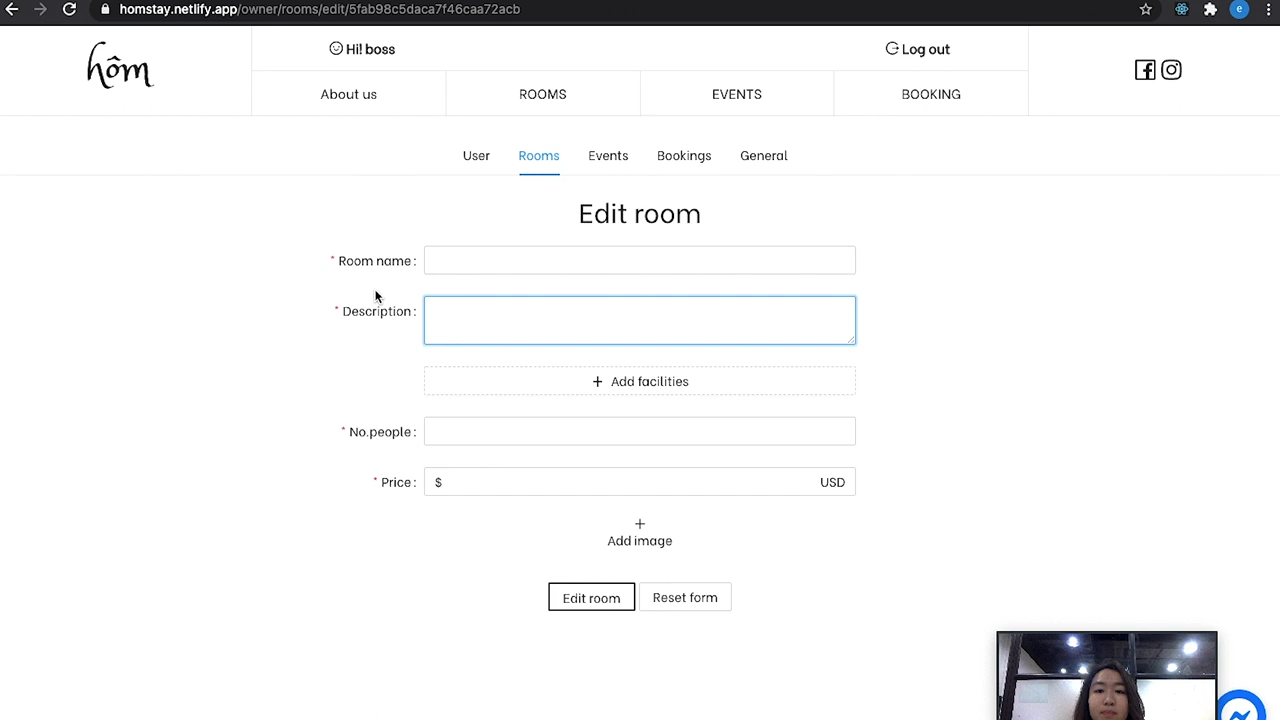 homstay.netlify.app/owner/rooms/edit/5fab98c5daca7f46caa72acb
e
hôm
Hi! boss
Log out
About us
ROOMS
EVENTS
BOOKING
User
Rooms
Events
Bookings
General
Edit room
* Room name :
* Description :
+ Add facilities
* No.people :
* Price :
$
USD
+
Add image
Edit room
Reset form